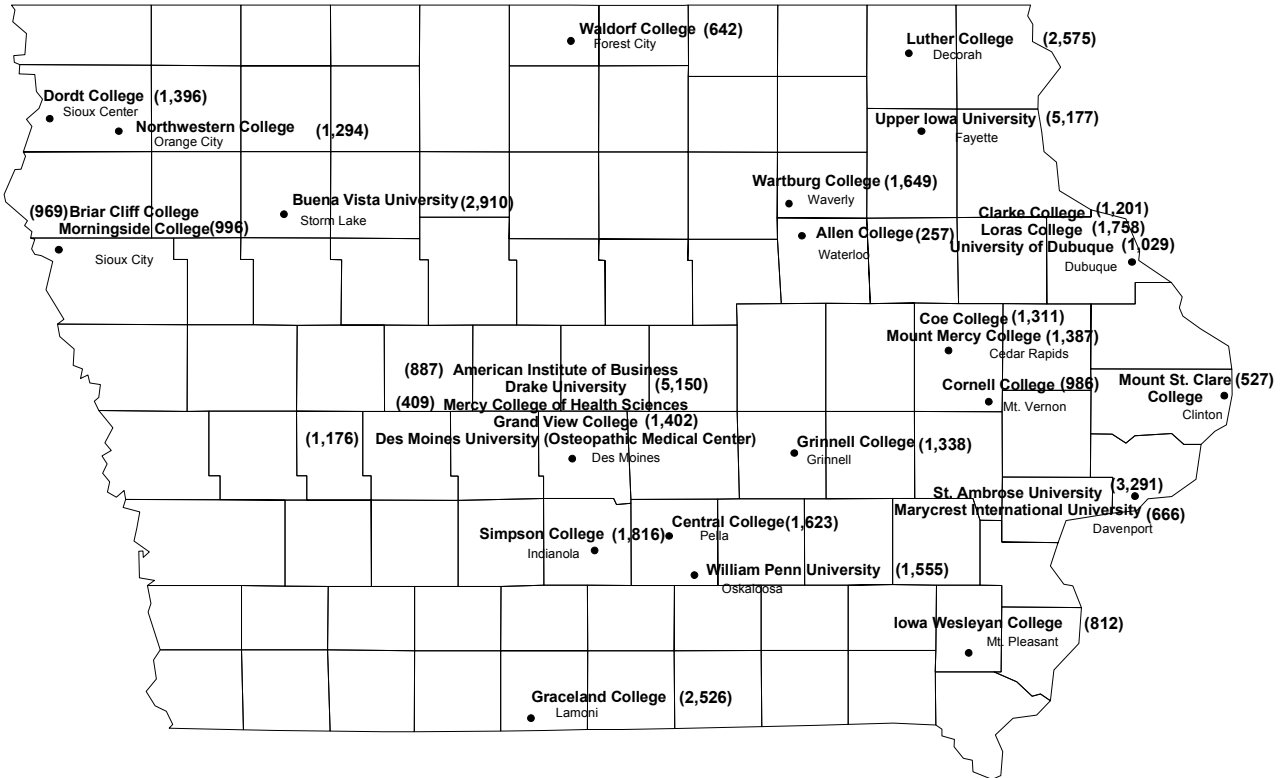 Waldorf College (642)
Forest City
Luther College (2,575)
Decorah
Dordt College (1,396)
Sioux Center
Northwestern College (1,294)
Orange City
Upper Iowa University (5,177)
Fayette
Wartburg College (1,649)
Waverly
Buena Vista University (2,910)
Storm Lake
(969) Briar Cliff College
Morningside College (996)
Sioux City
Allen College (257)
Waterloo
Clarke College (1,201)
Loras College (1,758)
University of Dubuque (1,029)
Dubuque
Coe College (1,311)
Mount Mercy College (1,387)
Cedar Rapids
(887) American Institute of Business
Drake University (5,150)
(409) Mercy College of Health Sciences
Grand View College (1,402)
(1,176) Des Moines University (Osteopathic Medical Center)
Des Moines
Cornell College (986)
Mt. Vernon
Mount St. Clare (527)
College
Clinton
Grinnell College (1,338)
Grinnell
St. Ambrose University (3,291)
Marycrest International University (666)
Davenport
Simpson College (1,816)
Indianola
Central College (1,623)
Pella
William Penn University (1,555)
Oskaloosa
Iowa Wesleyan College (812)
Mt. Pleasant
Graceland College (2,526)
Lamoni